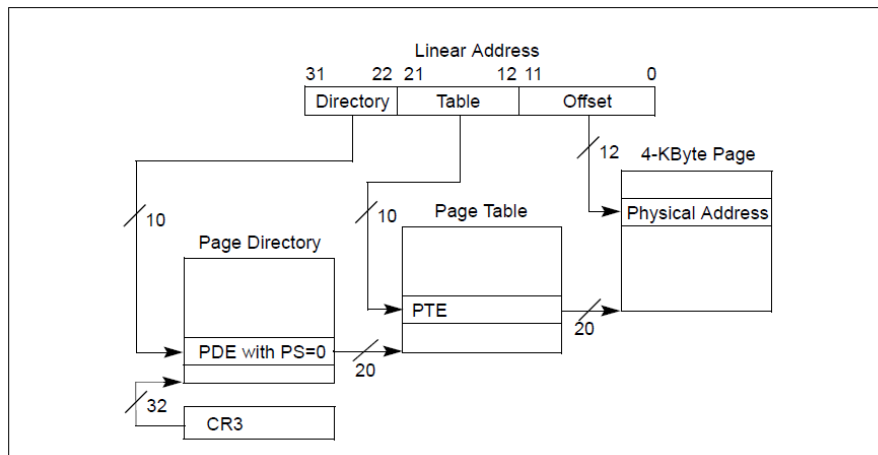 Linear Address
31 22 21 12 11 0
Directory Table Offset
12 4-KByte Page
10 10 Page Table Physical Address
Page Directory
PTE
20
PDE with PS=0
20
32
CR3